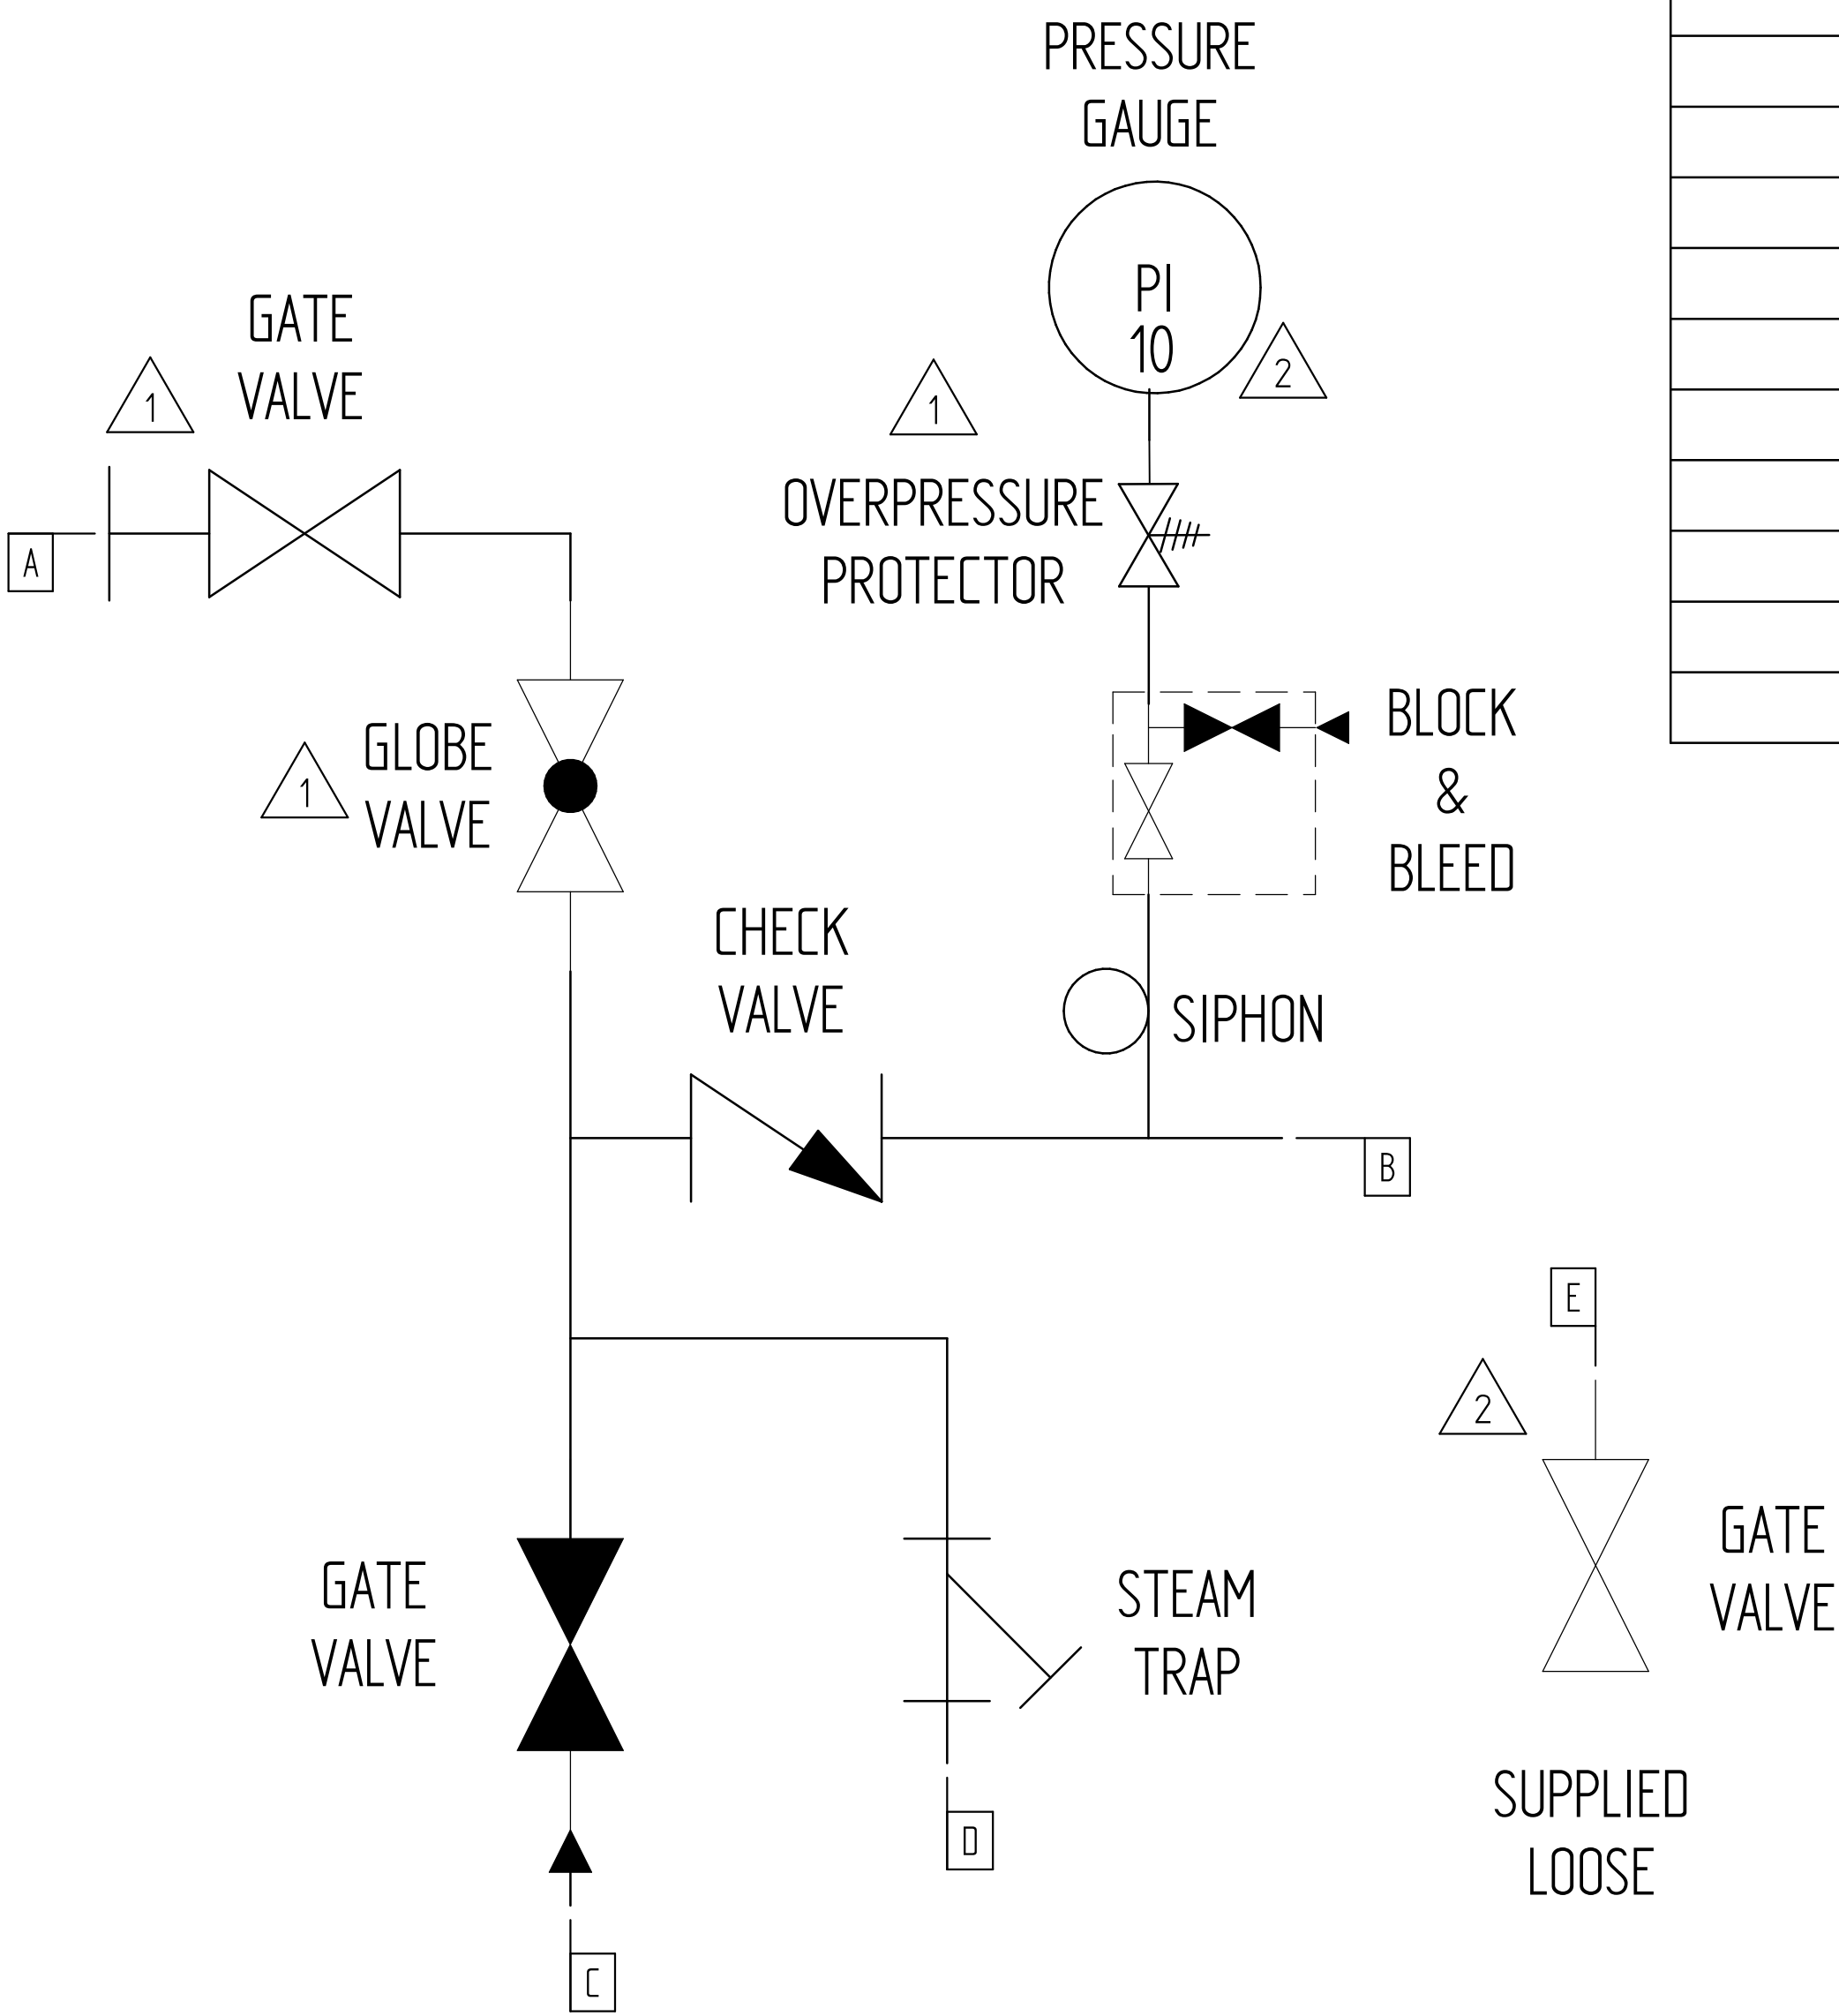 PRESSURE
GAUGE
PI
10
2
GATE
VALVE
1
A
1
OVERPRESSURE
PROTECTOR
GLOBE
VALVE
1
BLOCK
&
BLEED
CHECK
VALVE
SIPHON
B
E
2
GATE
VALVE
GATE
VALVE
STEAM
TRAP
SUPPLIED
LOOSE
D
C